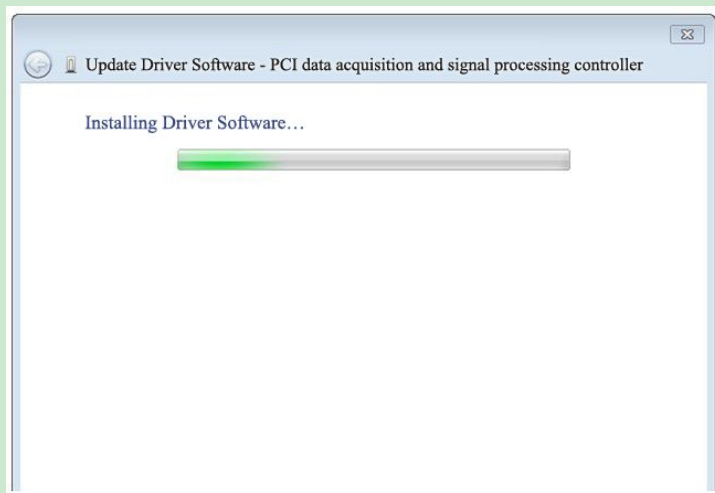 Update Driver Software - PCI data acquisition and signal processing controller
Installing Driver Software...